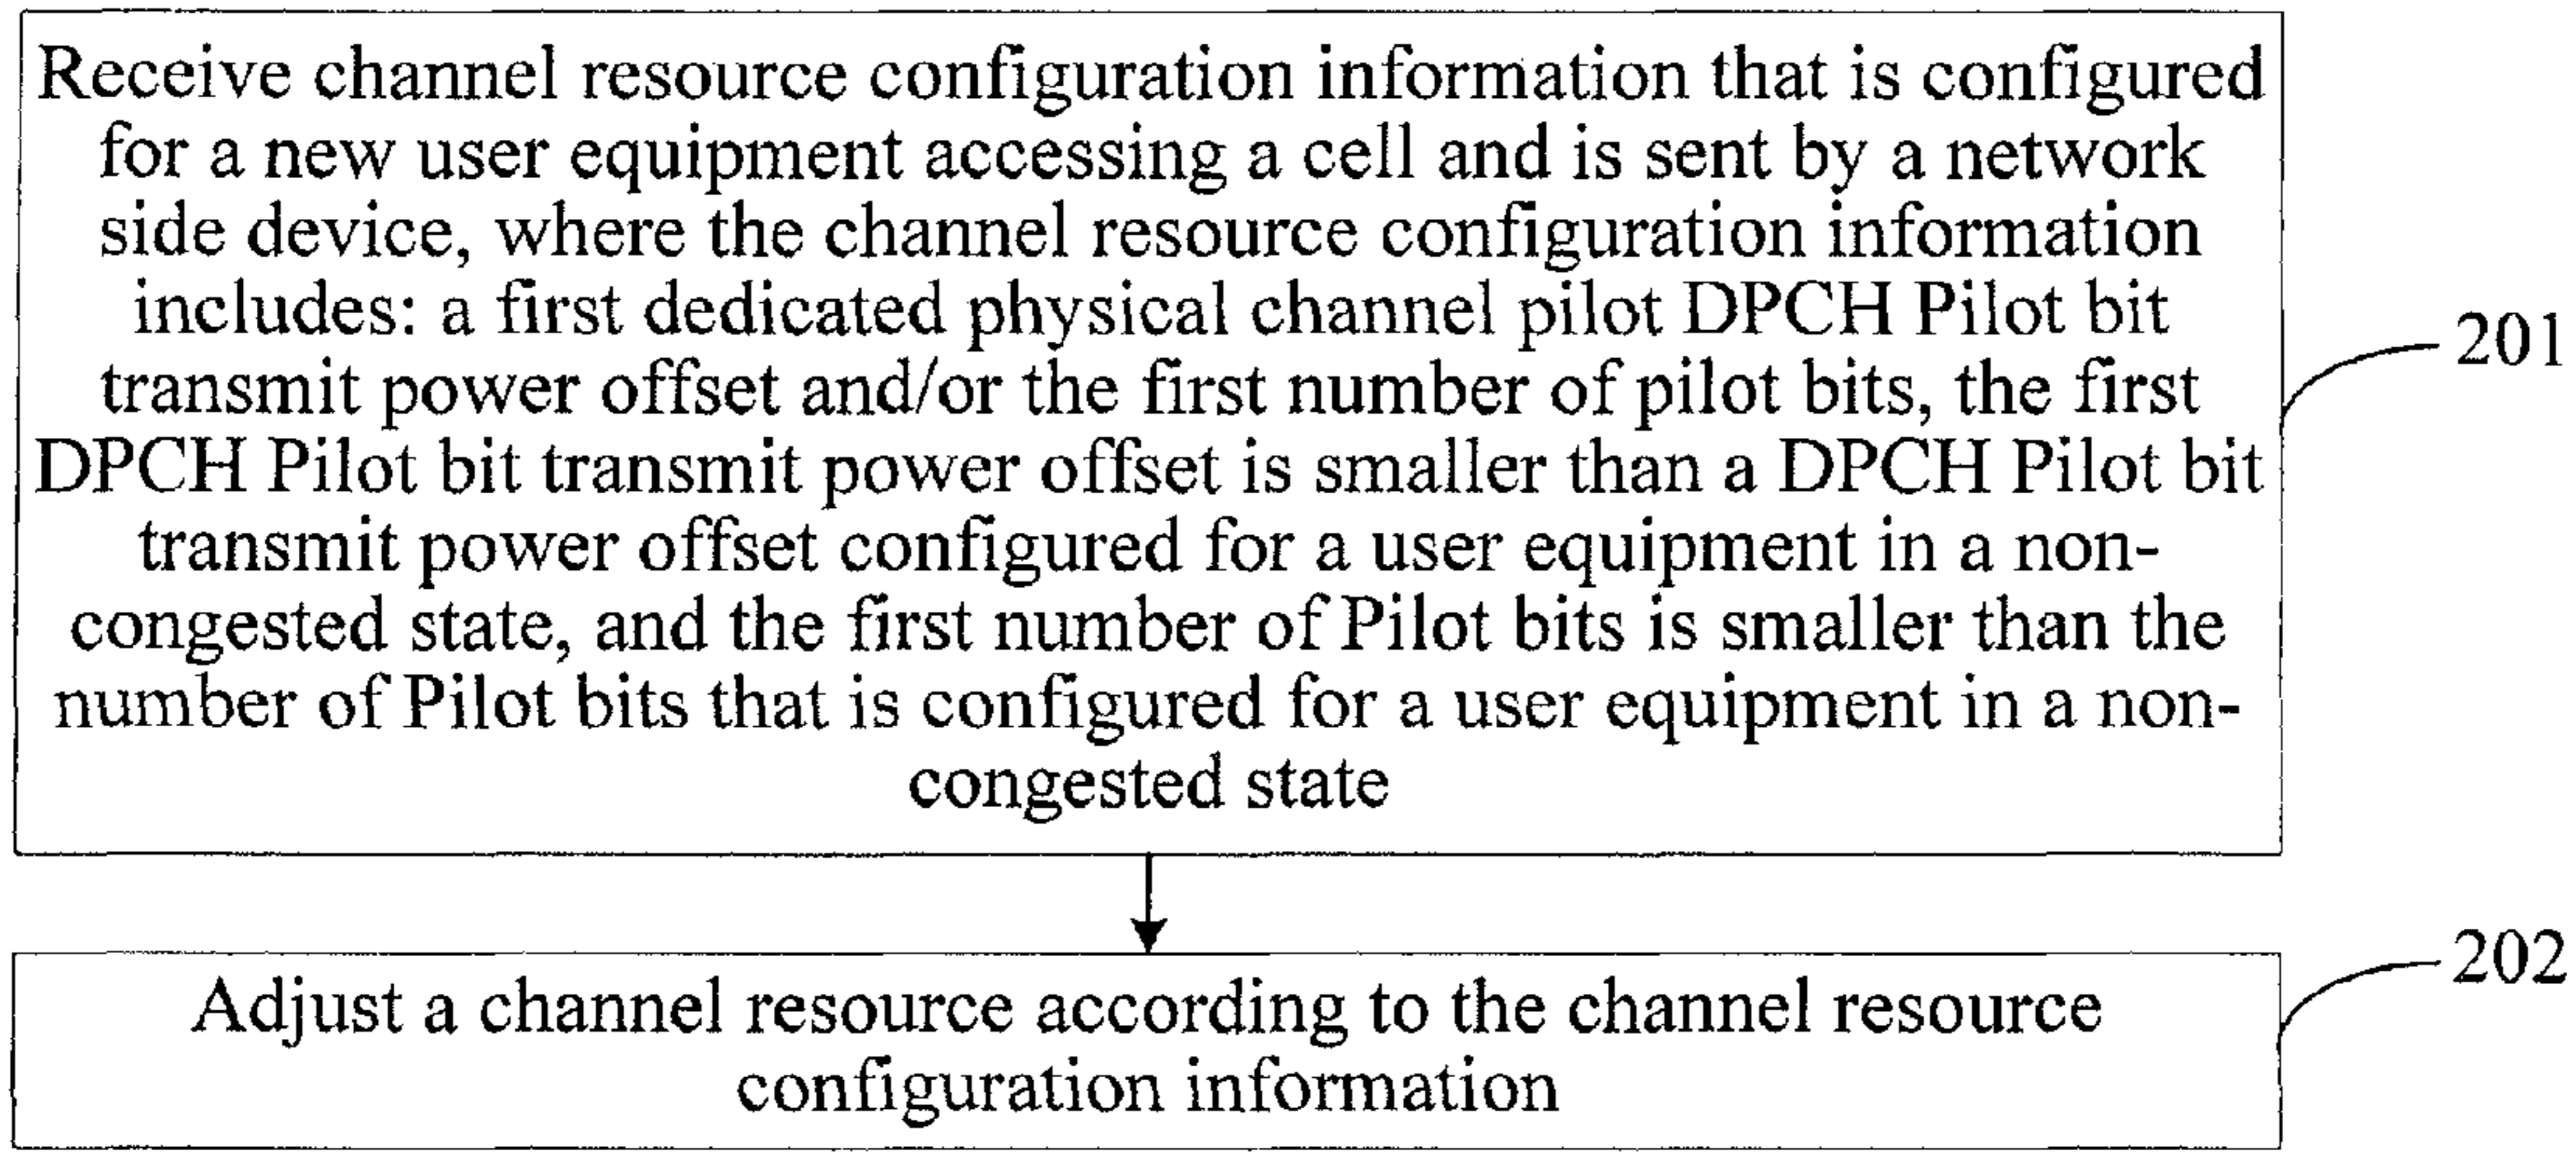 Receive channel resource configuration information that is configured
for a new user equipment accessing a cell and is sent by a network
side device, where the channel resource configuration information
includes: a first dedicated physical channel pilot DPCH Pilot bit
transmit power offset and/or the first number of pilot bits, the first
DPCH Pilot bit transmit power offset is smaller than a DPCH Pilot bit
transmit power offset configured for a user equipment in a non-
congested state, and the first number of Pilot bits is smaller than the
number of Pilot bits that is configured for a user equipment in a non-
congested state
201
Adjust a channel resource according to the channel resource
configuration information
202